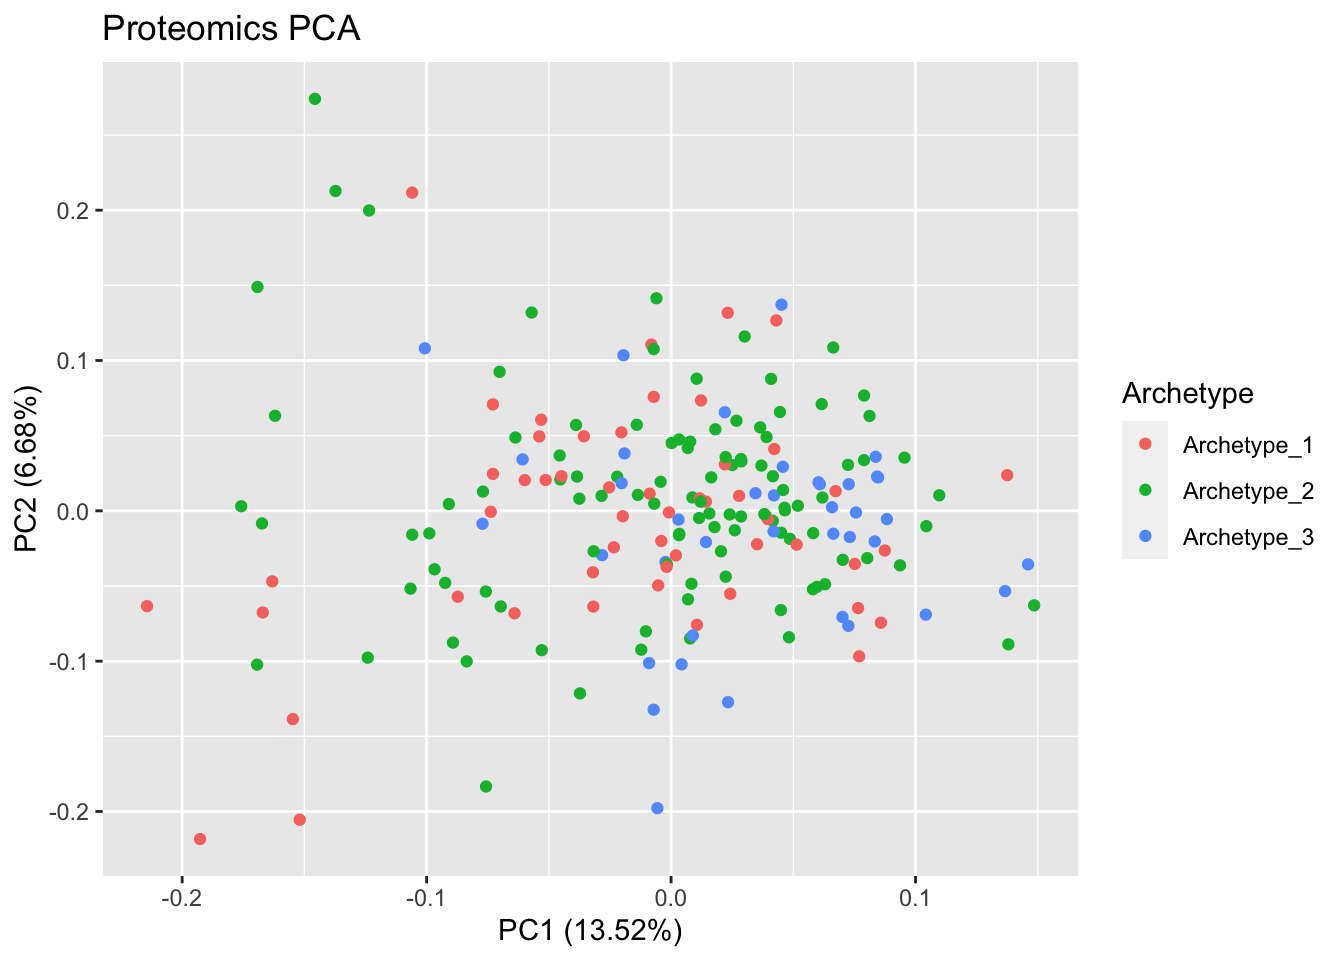 Proteomics PCA
0.2
0.1
0.0
-0.1
-0.2
PC2 (6.68%)
-0.2
-0.1
0.0
0.1
PC1 (13.52%)
Archetype
Archetype_1
Archetype_2
Archetype_3